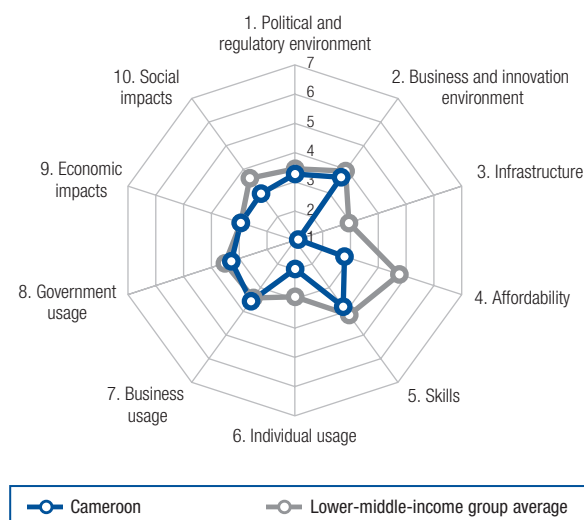 1. Political and
regulatory environment
10. Social
impacts
2. Business and innovation
environment
9. Economic
impacts
3. Infrastructure
8. Government
usage
4. Affordability
7. Business
usage
5. Skills
6. Individual usage
7
6
5
4
3
2
1
Cameroon
Lower-middle-income group average